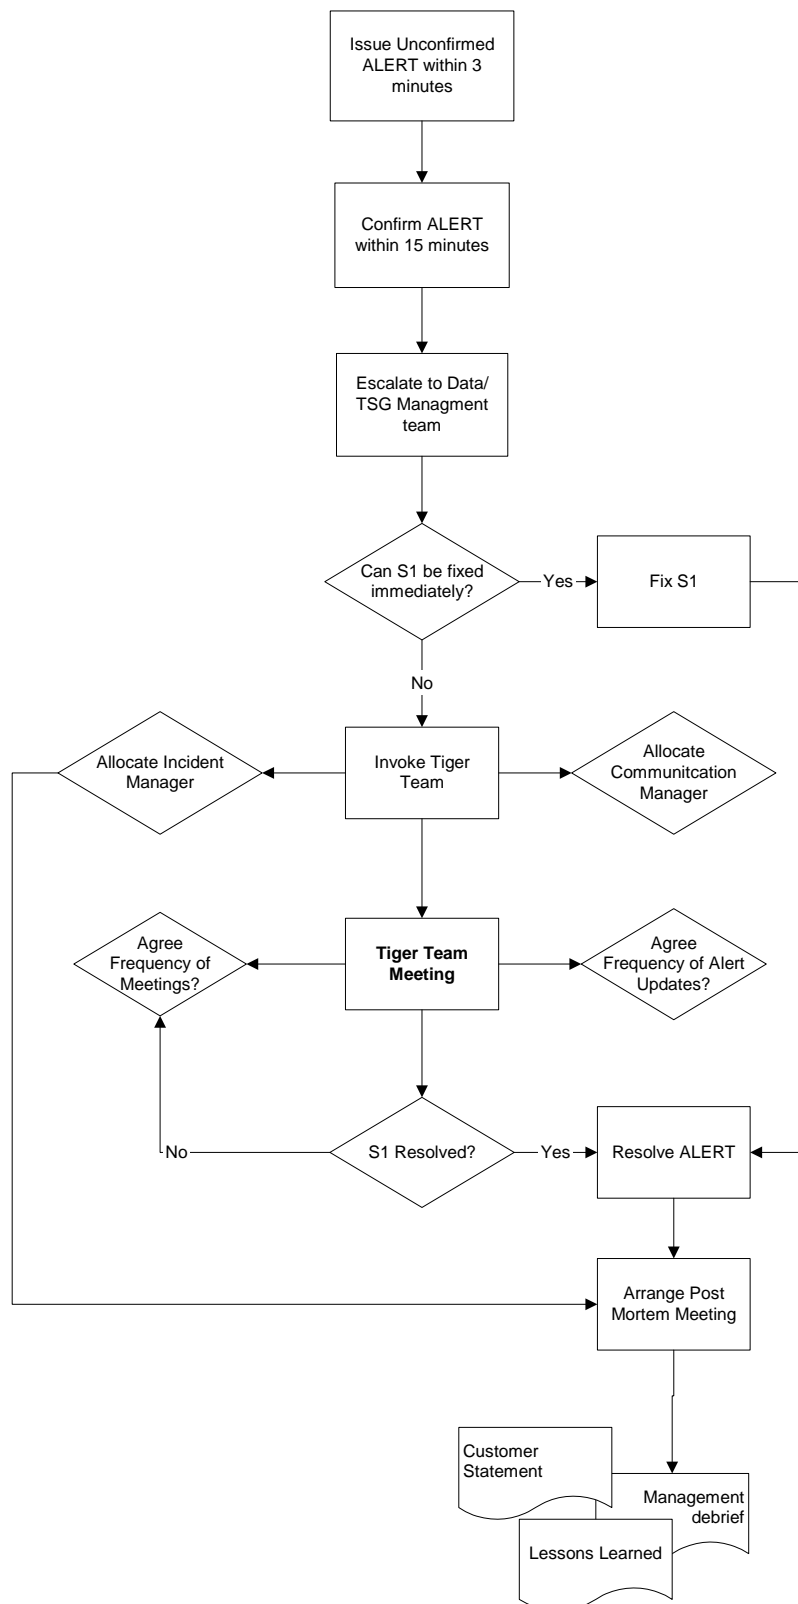 Issue Unconfirmed
ALERT within 3
minutes
Confirm ALERT
within 15 minutes
Escalate to Data/
TSG Managment
team
Can S1 be fixed
immediately?
Yes
Fix S1
No
Allocate Incident
Manager
Invoke Tiger
Team
Allocate
Communitcation
Manager
Agree
Frequency of
Meetings?
Tiger Team
Meeting
Agree
Frequency of Alert
Updates?
No
S1 Resolved?
Yes
Resolve ALERT
Arrange Post
Mortem Meeting
Customer
Statement
Management
debrief
Lessons Learned